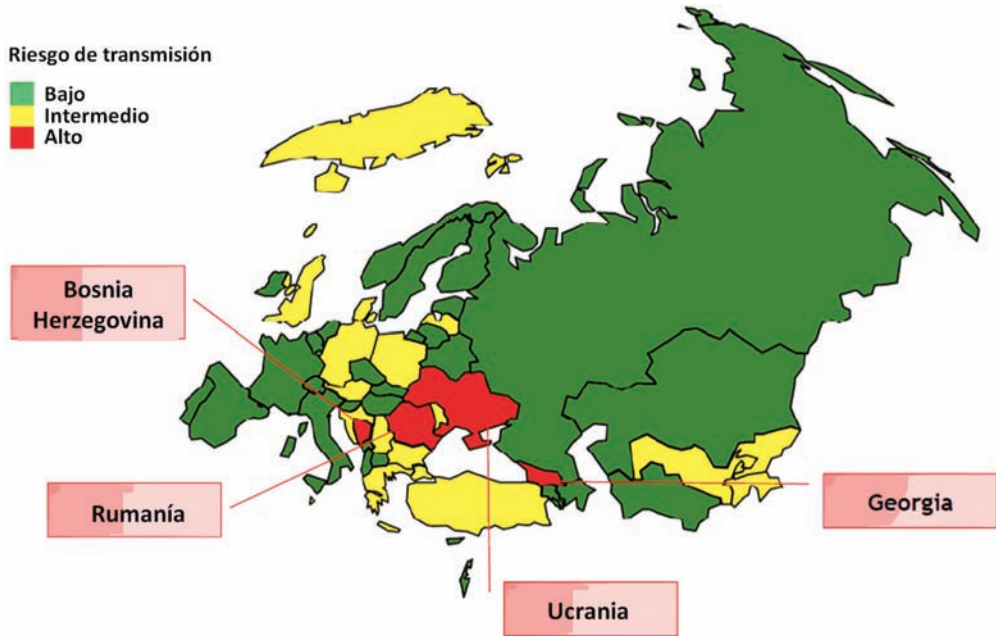 Riesgo de transmisión
Bajo
Intermedio
Alto
Bosnia
Herzegovina
Rumanía
Georgia
Ucrania